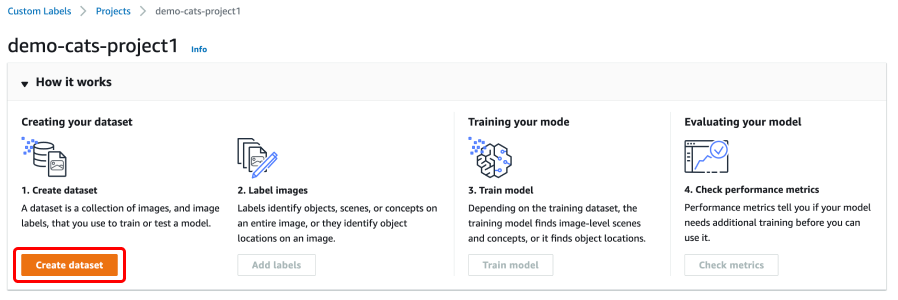 Custom Labels > Projects > demo-cats-project1
demo-cats-project1 Info
How it works
Creating your dataset
1. Create dataset
A dataset is a collection of images, and image
labels, that you use to train or test a model.
Create dataset
2. Label images
Labels identify objects, scenes, or concepts on
an entire image, or they identify object
locations on an image.
Add labels
Training your mode
3. Train model
Depending on the training dataset, the
training model finds image-level scenes
and concepts, or it finds object locations.
Train model
Evaluating your model
4. Check performance metrics
Performance metrics tell you if your model
needs additional training before you can
use it.
Check metrics